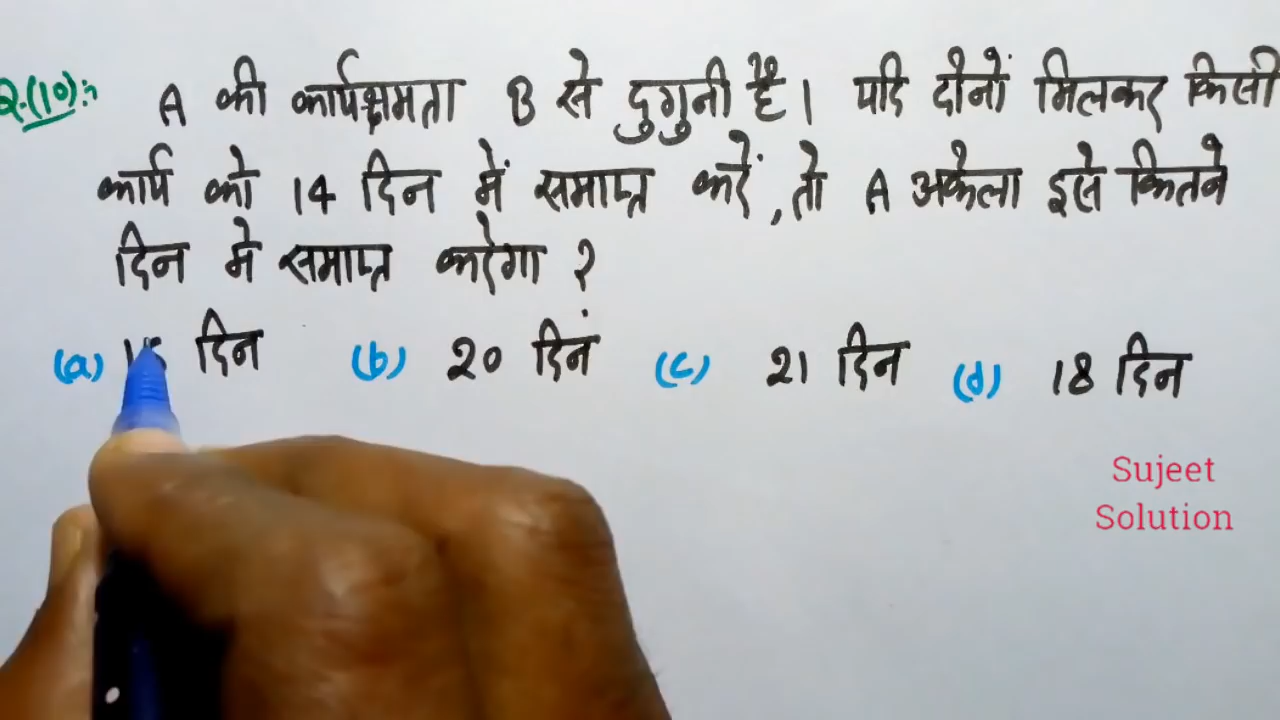 Q.(10):-  A की कार्यक्षमता B से दुगुनी है। यदि दोनों मिलकर किसी
कार्य को 14 दिन में समाप्त करें, तो A अकेला इसे कितने
दिन मे समाप्त करेगा ?
(a) दिन (b) 20 दिनं (c) 21 दिन (d) 18 दिन
Sujeet
Solution